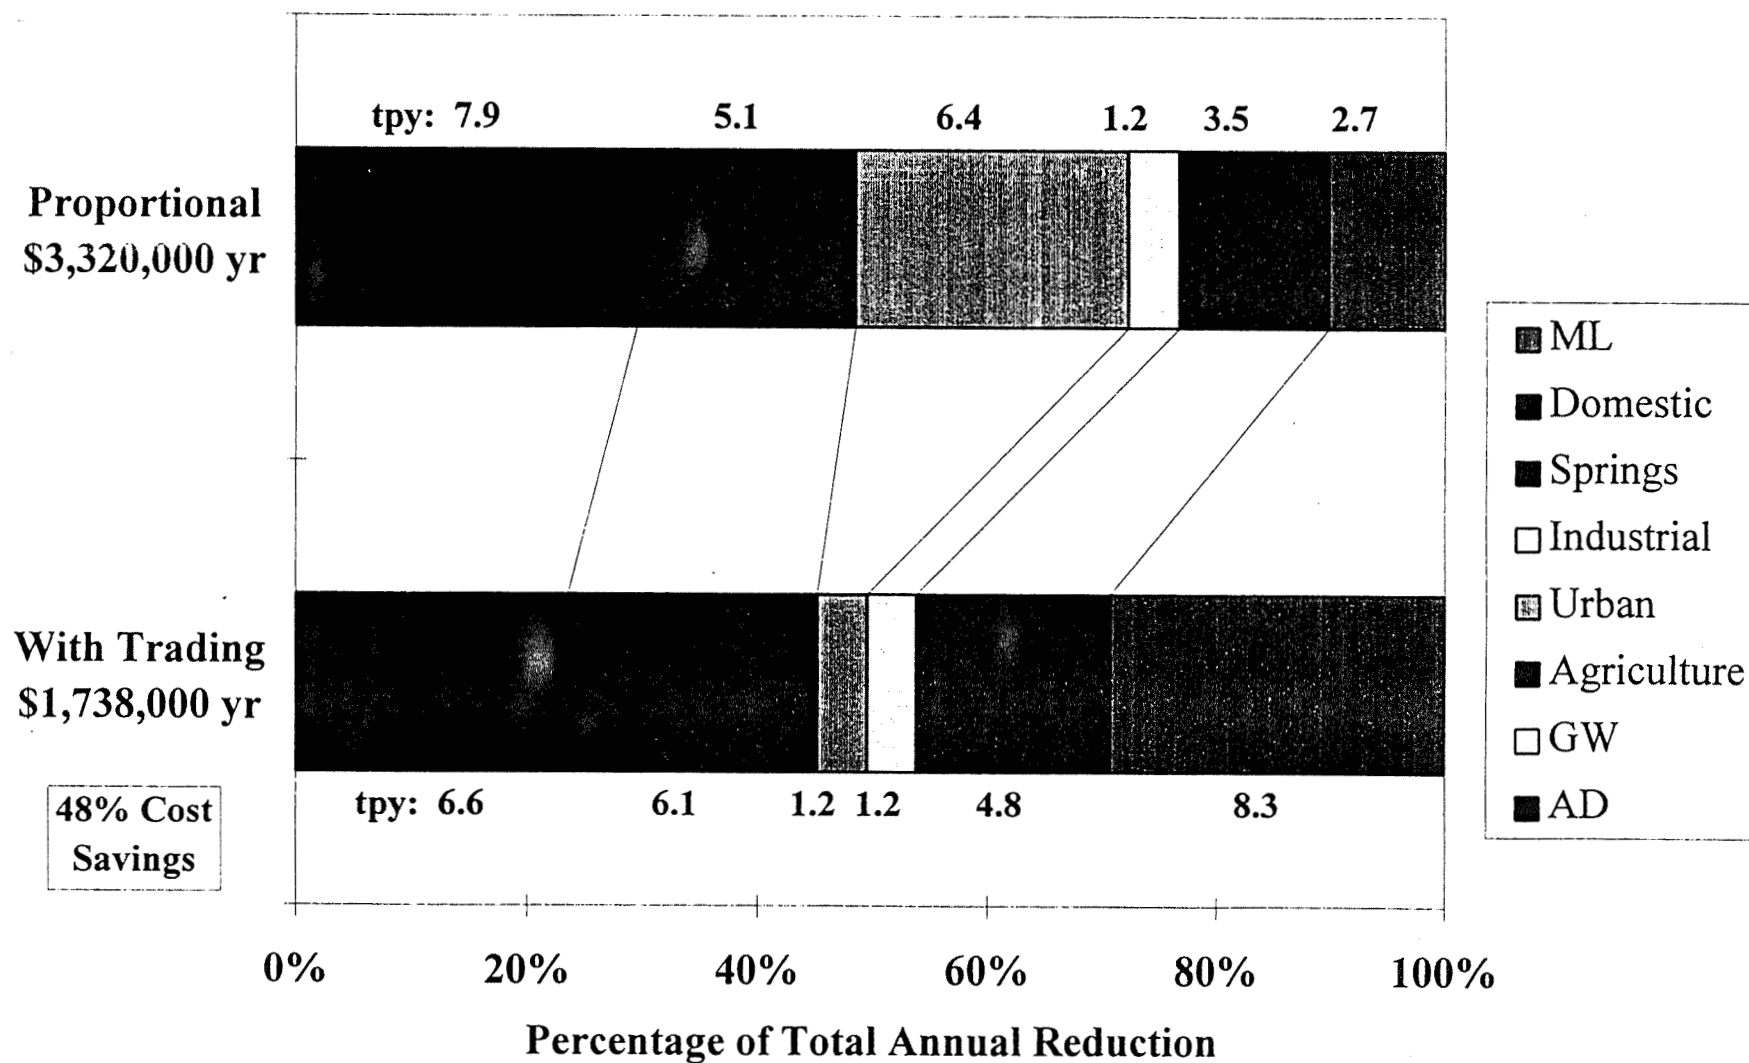 tpy: 7.9 5.1 6.4 1.2 3.5 2.7
Proportional
$3,320,000 yr
ML
Domestic
Springs
Industrial
Urban
Agriculture
GW
AD
With Trading
$1,738,000 yr
tpy: 6.6 6.1 1.2 1.2 4.8 8.3
48% Cost
Savings
0% 20% 40% 60% 80% 100%
Percentage of Total Annual Reduction